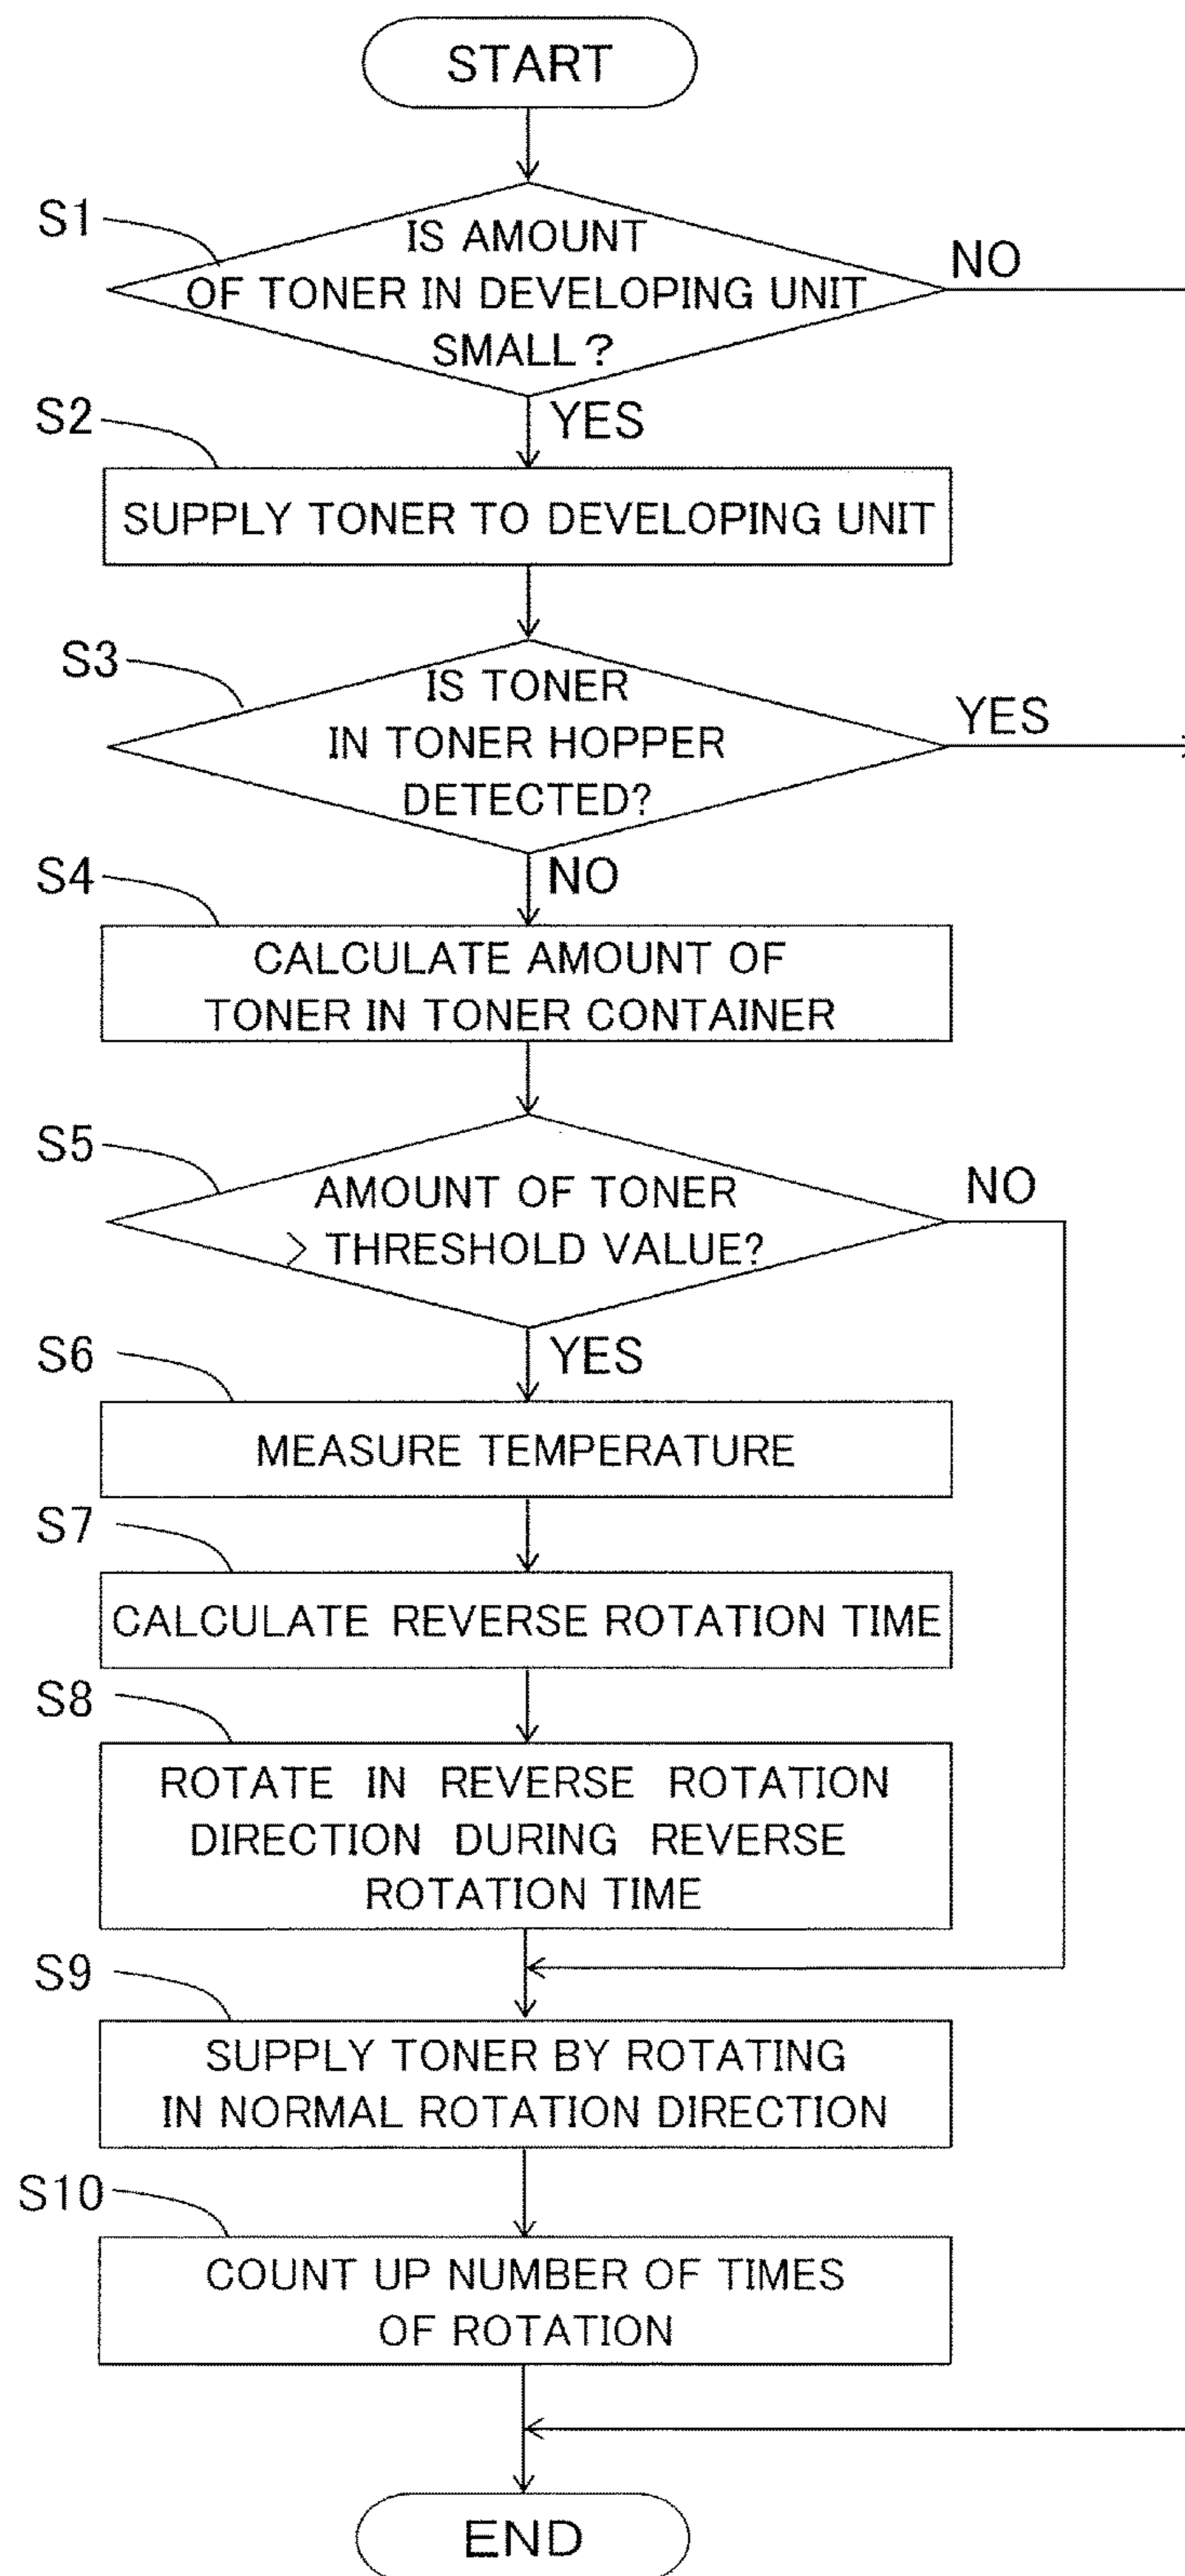 START
S1
IS AMOUNT
OF TONER IN DEVELOPING UNIT
SMALL?
NO
YES
S2
SUPPLY TONER TO DEVELOPING UNIT
S3
IS TONER
IN TONER HOPPER
DETECTED?
YES
NO
S4
CALCULATE AMOUNT OF
TONER IN TONER CONTAINER
S5
AMOUNT OF TONER
> THRESHOLD VALUE?
NO
YES
S6
MEASURE TEMPERATURE
S7
CALCULATE REVERSE ROTATION TIME
S8
ROTATE IN REVERSE ROTATION
DIRECTION DURING REVERSE
ROTATION TIME
S9
SUPPLY TONER BY ROTATING
IN NORMAL ROTATION DIRECTION
S10
COUNT UP NUMBER OF TIMES
OF ROTATION
END